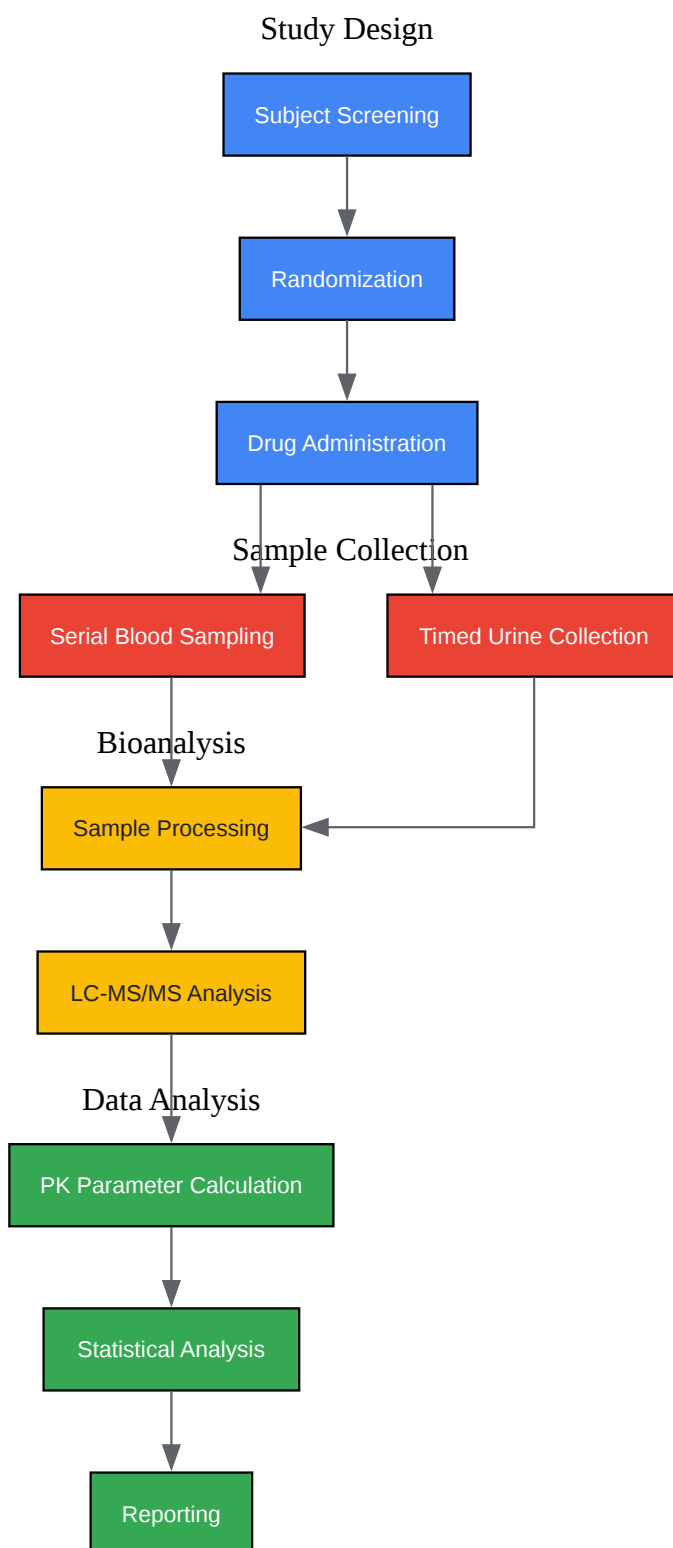 Study Design
Subject Screening
Randomization
Drug Administration
Sample Collection
Serial Blood Sampling
Timed Urine Collection
Bioanalysis
Sample Processing
LC-MS/MS Analysis
Data Analysis
PK Parameter Calculation
Statistical Analysis
Reporting